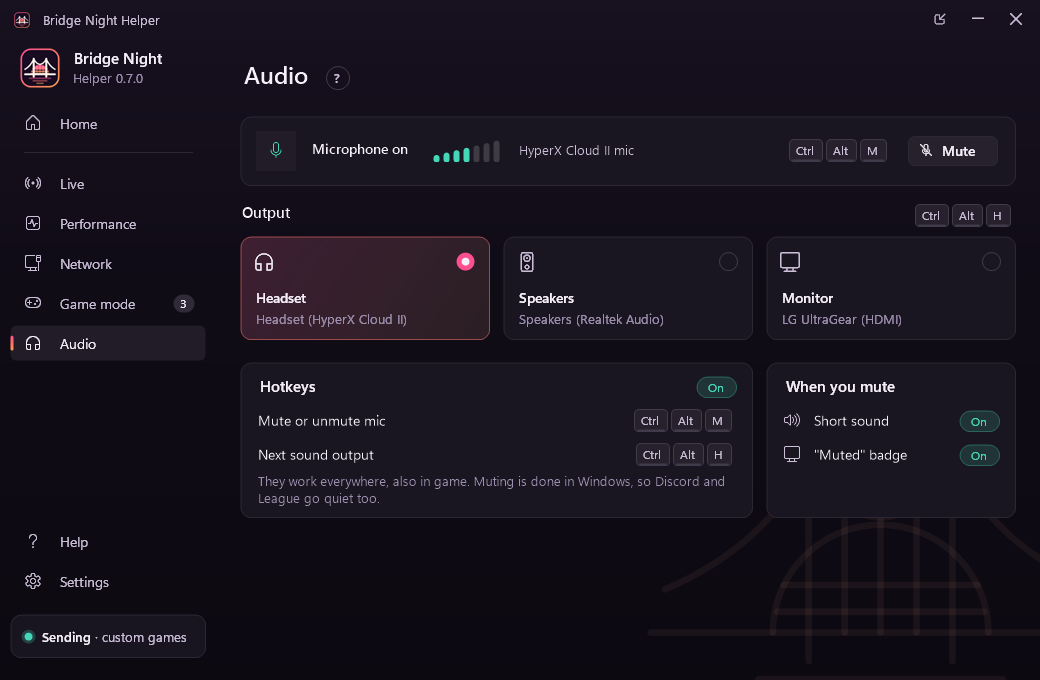 Bridge Night Helper
Bridge Night
Helper 0.7.0
Home
Live
Performance
Network
Game mode 3
Audio
Help
Settings
Sending · custom games
Audio ?
Microphone on HyperX Cloud II mic Ctrl Alt M Mute
Output Ctrl Alt H
Headset
Headset (HyperX Cloud II)
Speakers
Speakers (Realtek Audio)
Monitor
LG UltraGear (HDMI)
Hotkeys On
Mute or unmute mic Ctrl Alt M
Next sound output Ctrl Alt H
They work everywhere, also in game. Muting is done in Windows, so Discord and
League go quiet too.
When you mute
Short sound On
"Muted" badge On